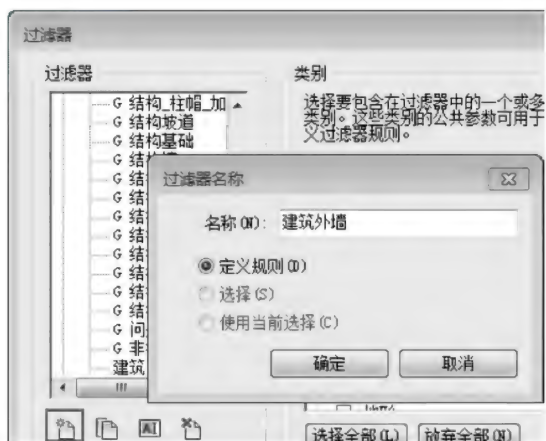 过滤器
过滤器
类别
G 结构_柱帽_加
G 结构坡道
G 结构基础
选择要包含在过滤器中的一个或多
类别。这些类别的公共参数可用于
义过滤器规则。
G 结
G 结
G 结
G 结
G 结
G 结
G 结
G 结
G 问
G 非
建筑
过滤器名称
名称(N): 建筑外墙
定义规则(D)
选择(S)
使用当前选择(C)
确定
取消
选择全部(L)
放弃全部(N)